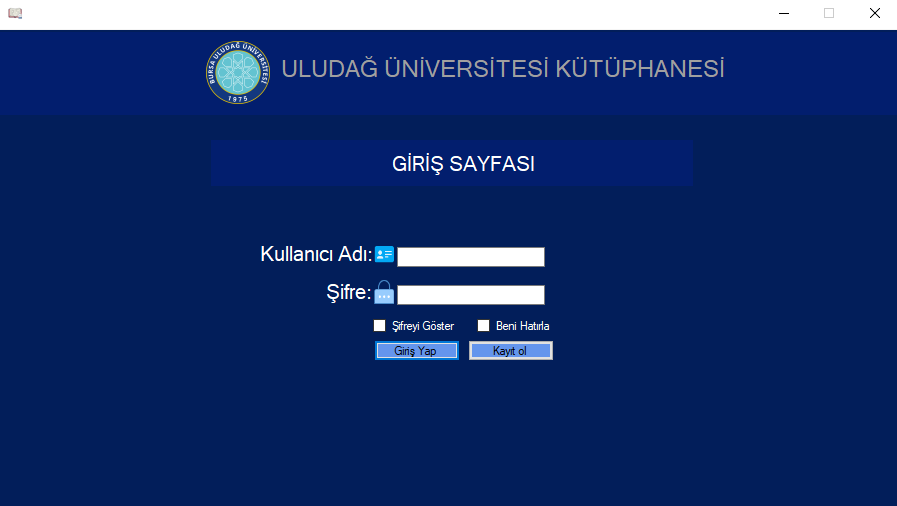 BURSA ULUDAĞ ÜNİVERSİTESİ
1975
ULUDAĞ ÜNİVERSİTESİ KÜTÜPHANESİ
GİRİŞ SAYFASI
Kullanıcı Adı:
Şifre:
Şifreyi Göster Beni Hatırla
Giriş Yap Kayıt ol